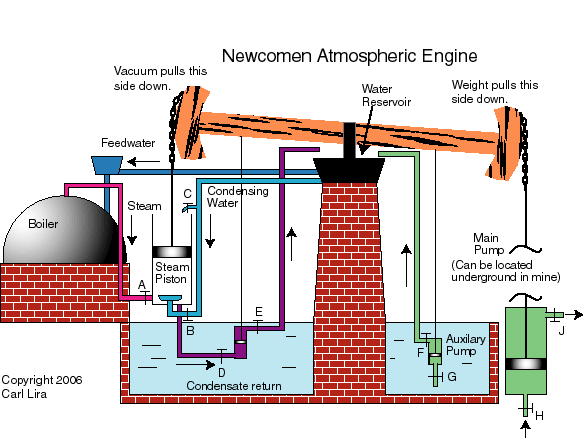 Newcomen Atmospheric Engine
Vacuum pulls this
side down.
Water
Reservoir
Weight pulls this
side down.
Feedwater
Steam
C
Condensing
Water
Boiler
Steam
Piston
A
B
E
D
Condensate return
Main
Pump
(Can be located
underground in mine)
Auxilary
Pump
F
G
J
H
Copyright 2006
Carl Lira